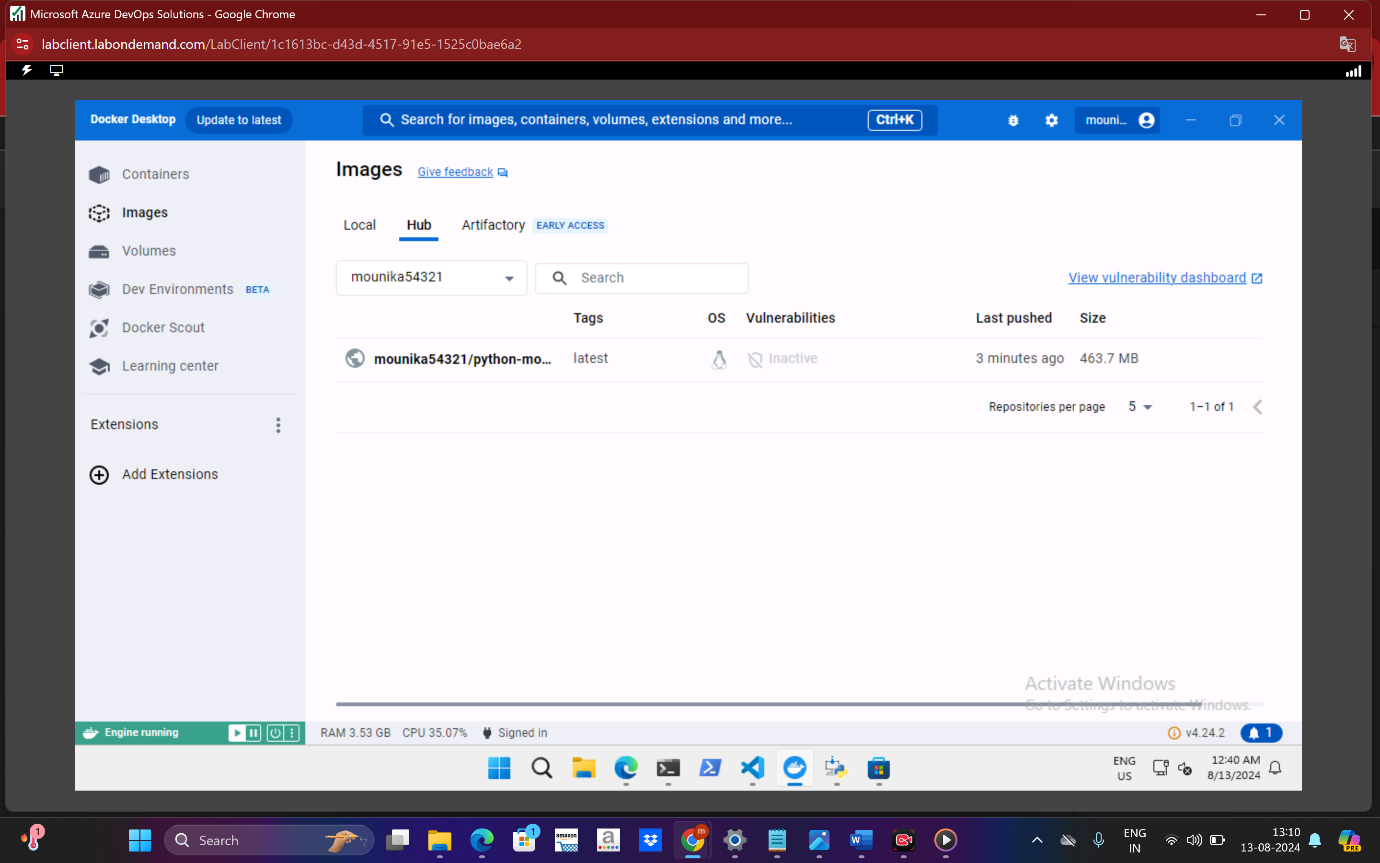 Microsoft Azure DevOps Solutions - Google Chrome
labclient.labondemand.com/LabClient/1c1613bc-d43d-4517-91e5-1525c0bae6a2
Docker Desktop Update to latest Search for images, containers, volumes, extensions and more... Ctrl+K mouni...
Containers
Images
Volumes
Dev Environments BETA
Docker Scout
Learning center
Extensions
Add Extensions
Images Give feedback
Local Hub Artifactory EARLY ACCESS
mounika54321 Search View vulnerability dashboard
Tags OS Vulnerabilities Last pushed Size
mounika54321/python-mo... latest Inactive 3 minutes ago 463.7 MB
Repositories per page 5 1–1 of 1
Activate Windows
Go to Settings to activate Windows.
Engine running RAM 3.53 GB CPU 35.07% Signed in v4.24.2 1
ENG
US
12:40 AM
8/13/2024
1
Search
1
amazon
a
m
W
ENG
IN
13:10
13-08-2024
PRE